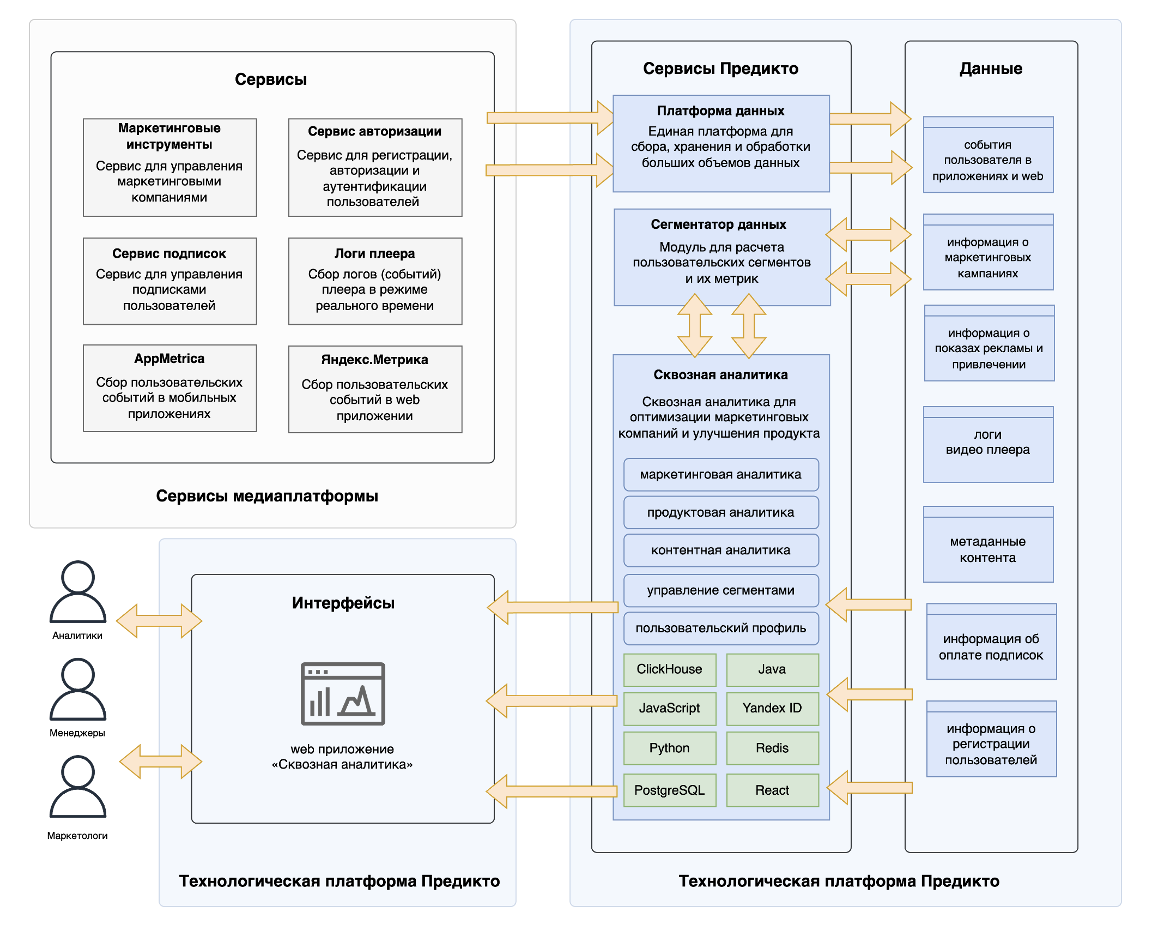 Сервисы
Маркетинговые
инструменты
Сервис для управления
маркетинговыми
компаниями
Сервис авторизации
Сервис для регистрации,
авторизации и
аутентификации
пользователей
Сервис подписок
Сервис для управления
подписками
пользователей
Логи плеера
Сбор логов (событий)
плеера в режиме
реального времени
AppMetrica
Сбор пользовательских
событий в мобильных
приложениях
Яндекс.Метрика
Сбор пользовательских
событий в web
приложении
Сервисы медиаплатформы
Аналитики
Менеджеры
Маркетологи
Интерфейсы
web приложение
«Сквозная аналитика»
Технологическая платформа Предикто
Сервисы Предикто
Платформа данных
Единая платформа для
сбора, хранения и обработки
больших объемов данных
Сегментатор данных
Модуль для расчета
пользовательских сегментов
и их метрик
Сквозная аналитика
Сквозная аналитика для
оптимизации маркетинговых
компаний и улучшения продукта
маркетинговая аналитика
продуктовая аналитика
контентная аналитика
управление сегментами
пользовательский профиль
ClickHouse
Java
JavaScript
Yandex ID
Python
Redis
PostgreSQL
React
Данные
события
пользователя в
приложениях и web
информация о
маркетинговых
кампаниях
информация о
показах рекламы и
привлечении
логи
видео плеера
метаданные
контента
информация об
оплате подписок
информация о
регистрации
пользователей
Технологическая платформа Предикто